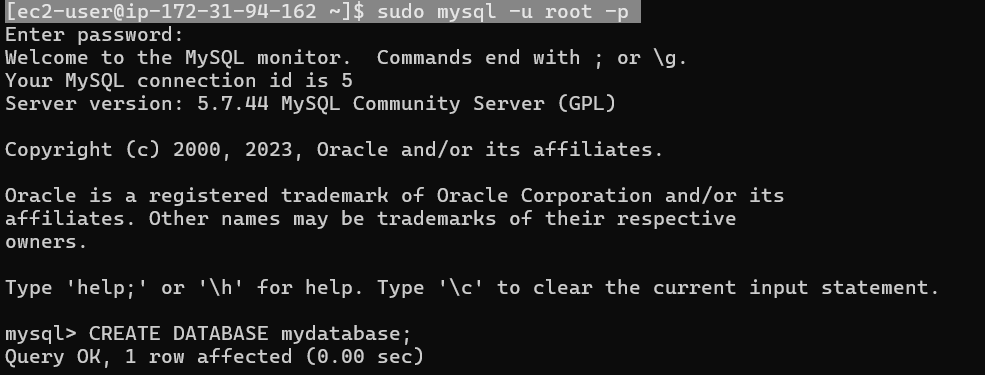 [ec2-user@ip-172-31-94-162 ~]$ sudo mysql -u root -p
Enter password:
Welcome to the MySQL monitor.  Commands end with ; or \g.
Your MySQL connection id is 5
Server version: 5.7.44 MySQL Community Server (GPL)
Copyright (c) 2000, 2023, Oracle and/or its affiliates.
Oracle is a registered trademark of Oracle Corporation and/or its
affiliates. Other names may be trademarks of their respective
owners.
Type 'help;' or '\h' for help. Type '\c' to clear the current input statement.
mysql> CREATE DATABASE mydatabase;
Query OK, 1 row affected (0.00 sec)